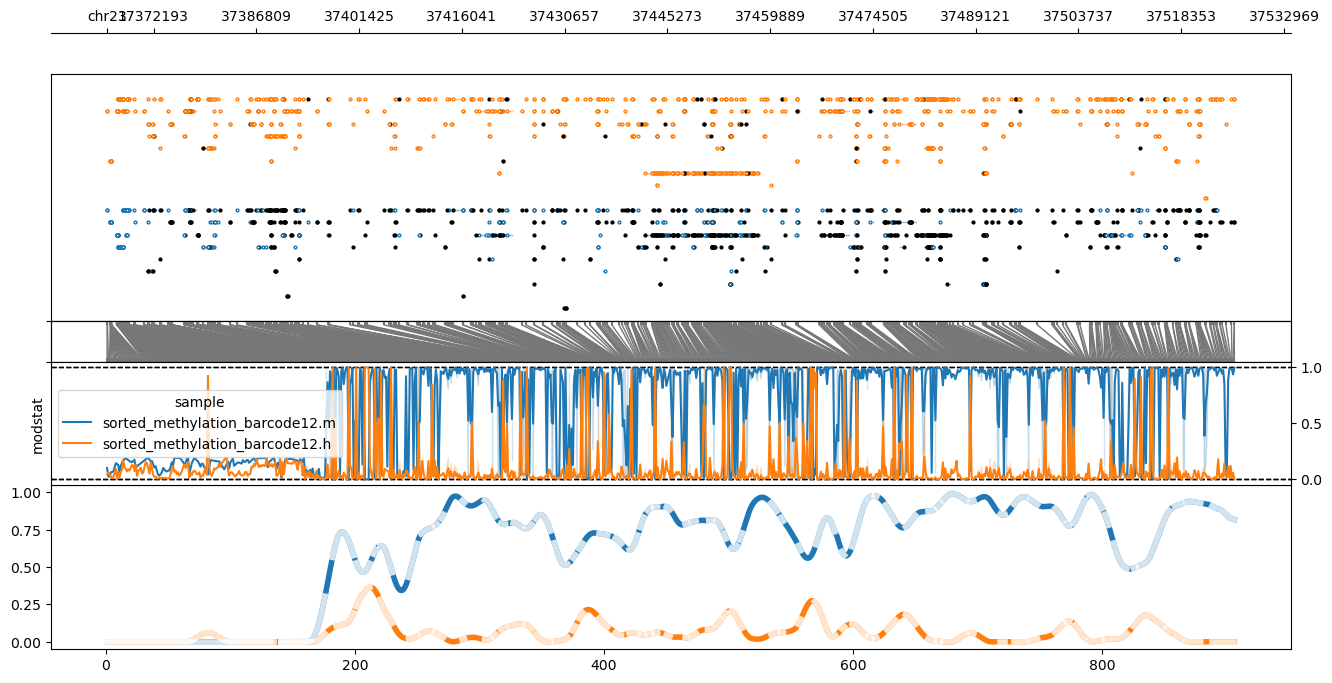 chr21 37372193 37386809 37401425 37416041 37430657 37445273 37459889 37474505 37489121 37503737 37518353 37532969
modstat
sample
sorted_methylation_barcode12.m
sorted_methylation_barcode12.h
1.0
0.5
0.0
1.00
0.75
0.50
0.25
0.00
0 200 400 600 800